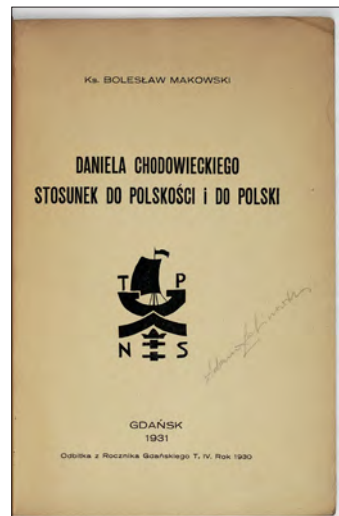 Ks. BOLESŁAW MAKOWSKI
DANIELA CHODOWIECKIEGO
STOSUNEK DO POLSKOŚCI i DO POLSKI
T P
N S
GDAŃSK
1931
Odbitka z Rocznika Gdańskiego T. IV. Rok 1930